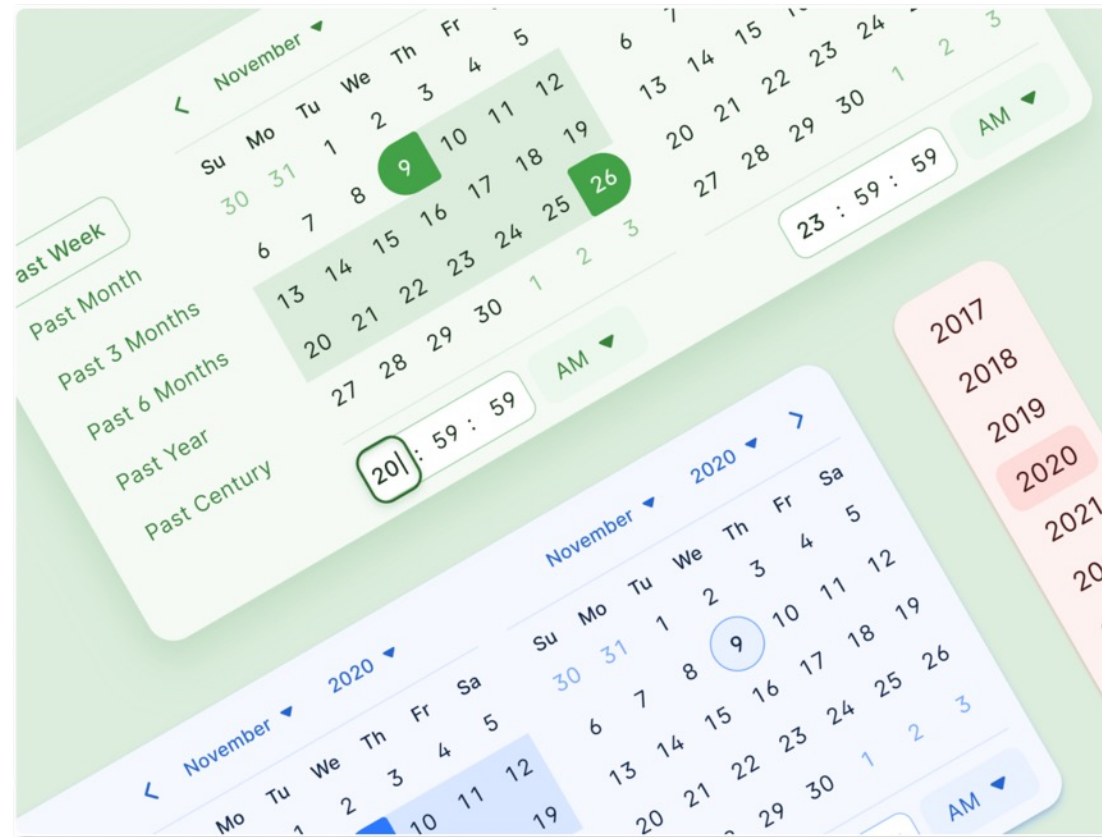 November
Su Mo Tu We Th Fr
30 31 1 2 3 4 5
6 7 8 9 10 11 12
13 14 15 16 17 18 19
20 21 22 23 24 25 26
27 28 29 30 1 2 3
20 : 59 : 59 AM
ast Week
Past Month
Past 3 Months
Past 6 Months
Past Year
Past Century
6 7
13 14 15
20 21 22 23 24
27 28 29 30 1 2 3
23 : 59 : 59 AM
2017
2018
2019
2020
2021
20
November 2020
Su Mo Tu We Th Fr Sa
30 31 1 2 3 4 5
6 7 8 9 10 11 12
13 14 15 16 17 18 19
20 21 22 23 24 25 26
29 30 1 2 3
AM
November 2020
Mo Tu We Th Fr Sa
1 2 3 4 5
10 11 12
19